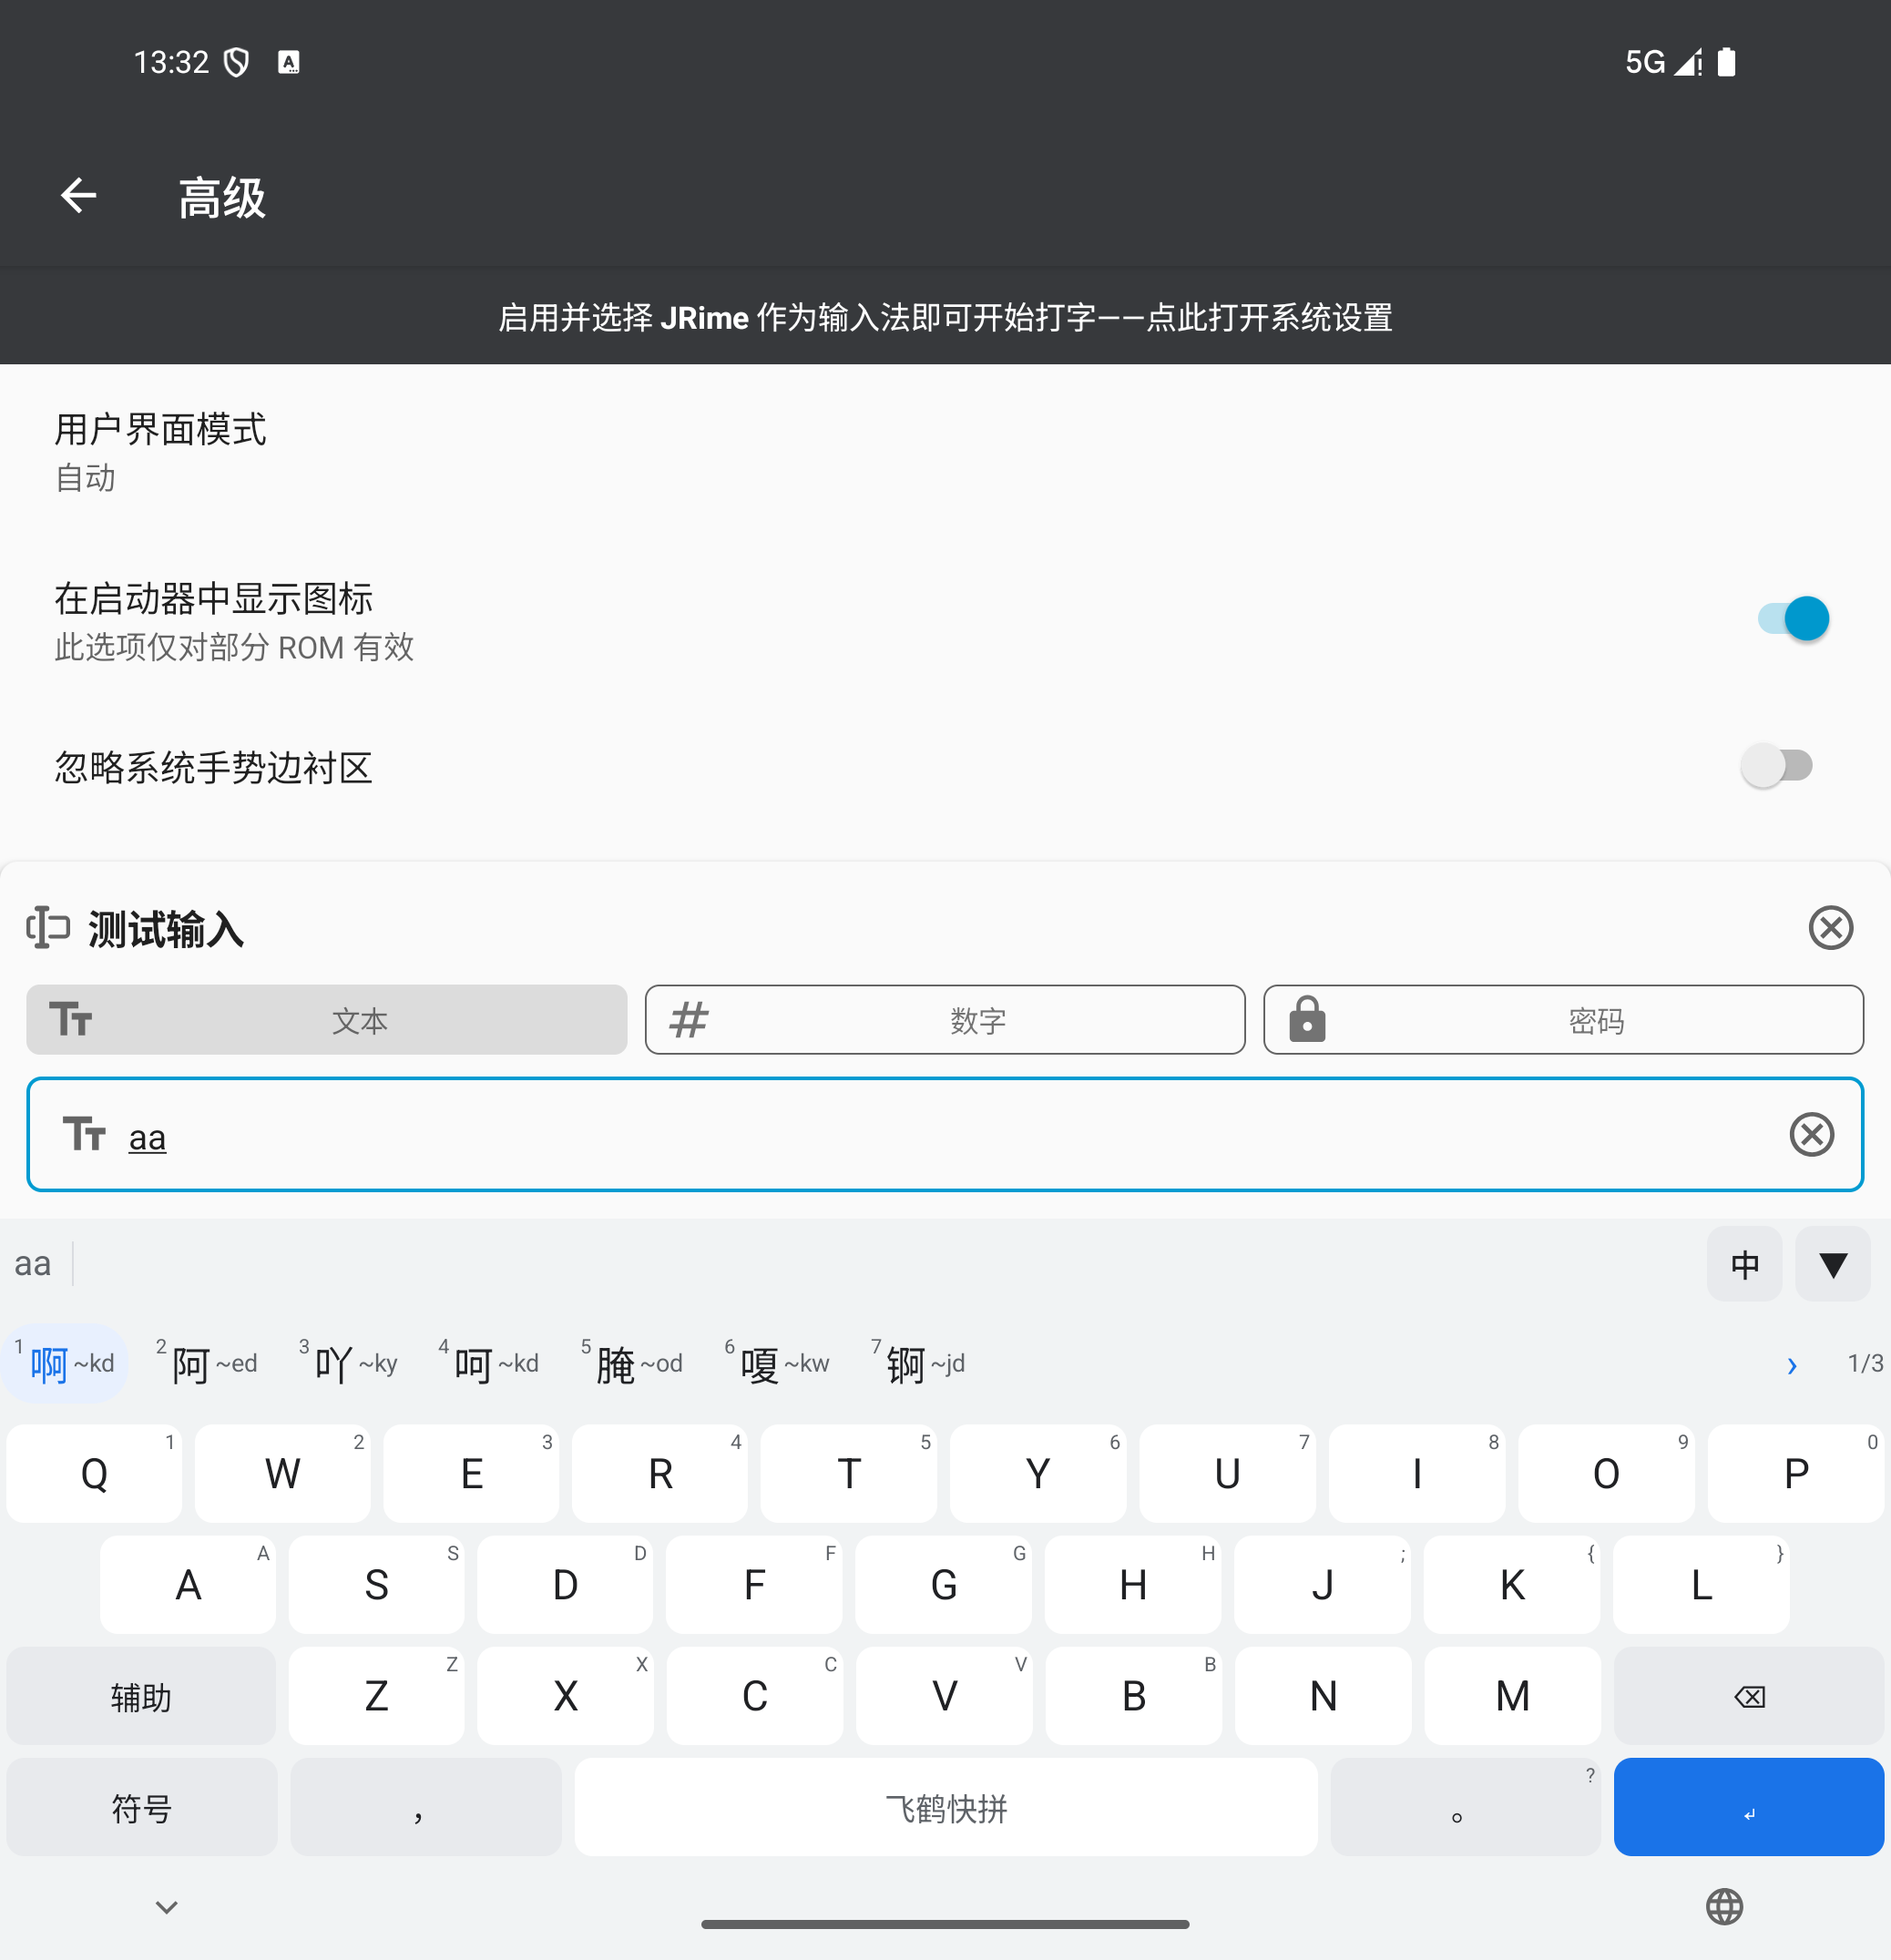 13:32 5G
高级
启用并选择 JRime 作为输入法即可开始打字——点此打开系统设置
用户界面模式
自动
在启动器中显示图标
此选项仅对部分 ROM 有效
忽略系统手势边衬区
测试输入
文本 数字 密码
aa
aa 中 ▼
1 啊 ~kd 2 阿 ~ed 3 吖 ~ky 4 呵 ~kd 5 腌 ~od 6 嗄 ~kw 7 锕 ~jd › 1/3
Q 1 W 2 E 3 R 4 T 5 Y 6 U 7 I 8 O 9 P 0
A A S S D D F F G G H H J ; K { L }
辅助 Z Z X X C C V V B B N M ⌫
符号 ， 飞鹤快拼 。 ? ↵